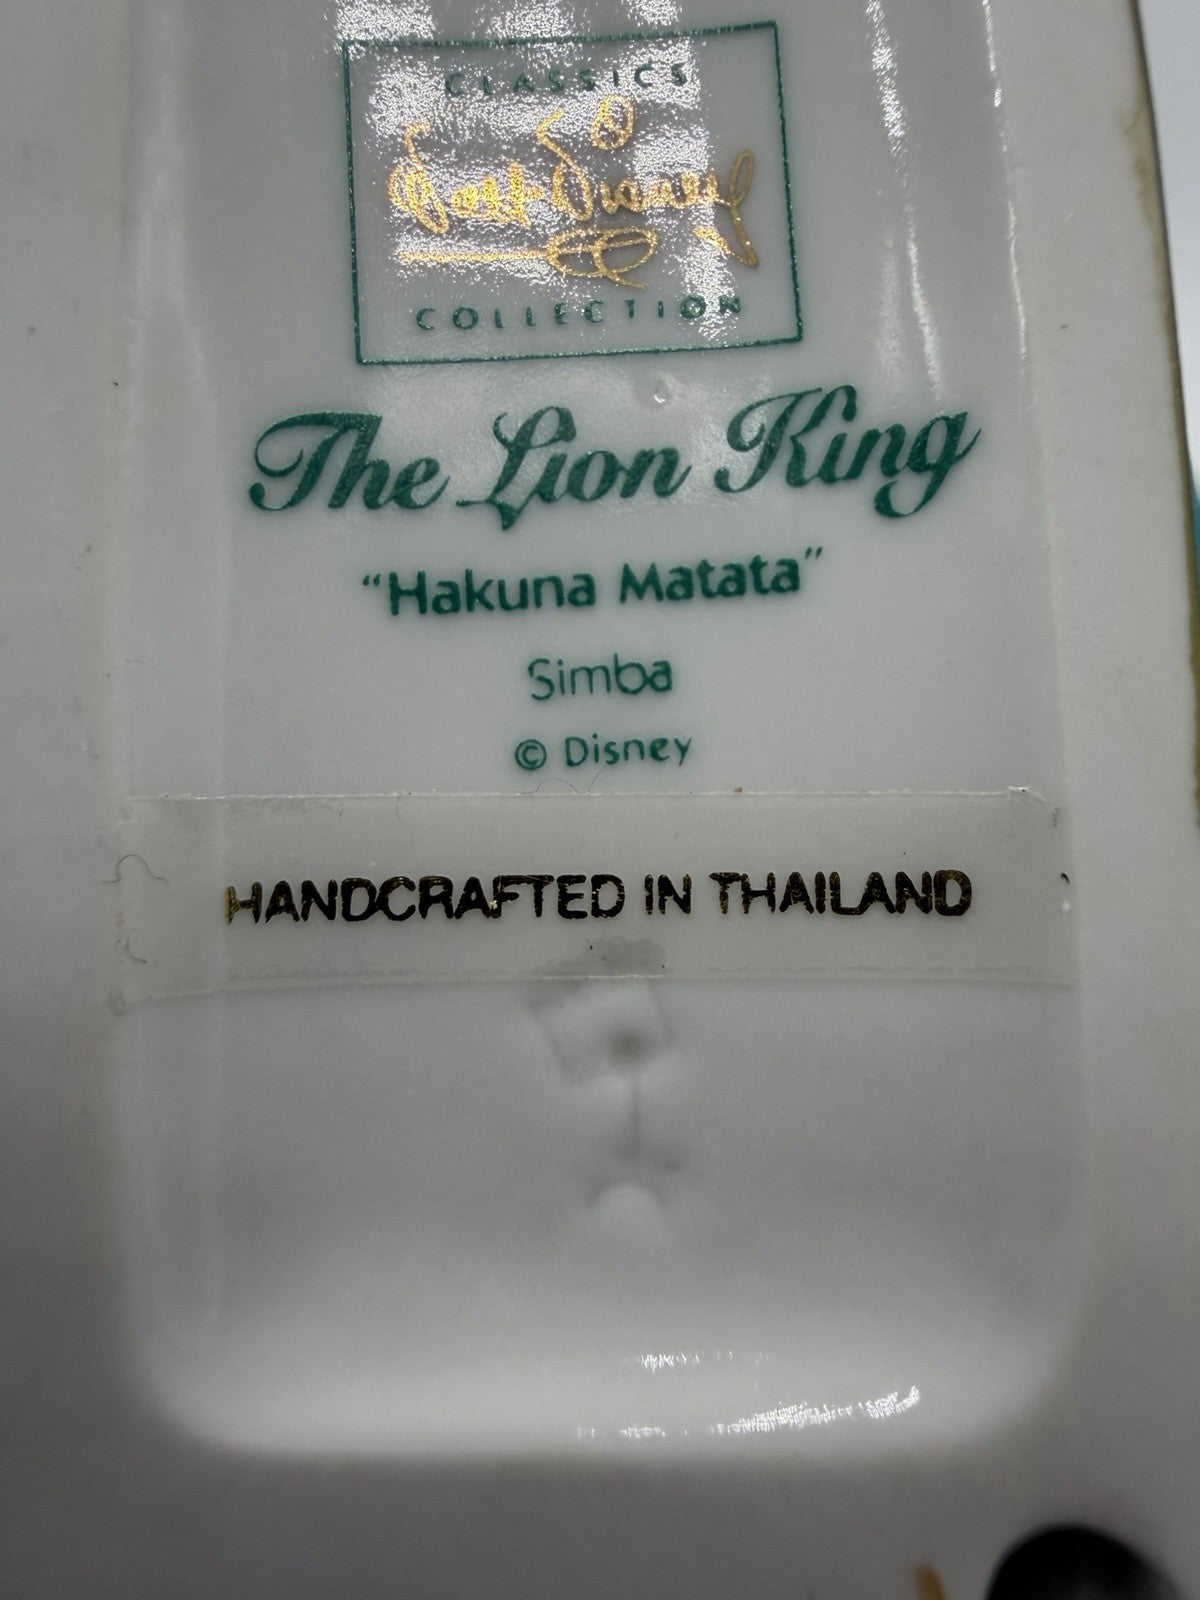 CLASSICS
Walt Disney
COLLECTION
The Lion King
"Hakuna Matata"
Simba
© Disney
HANDCRAFTED IN THAILAND